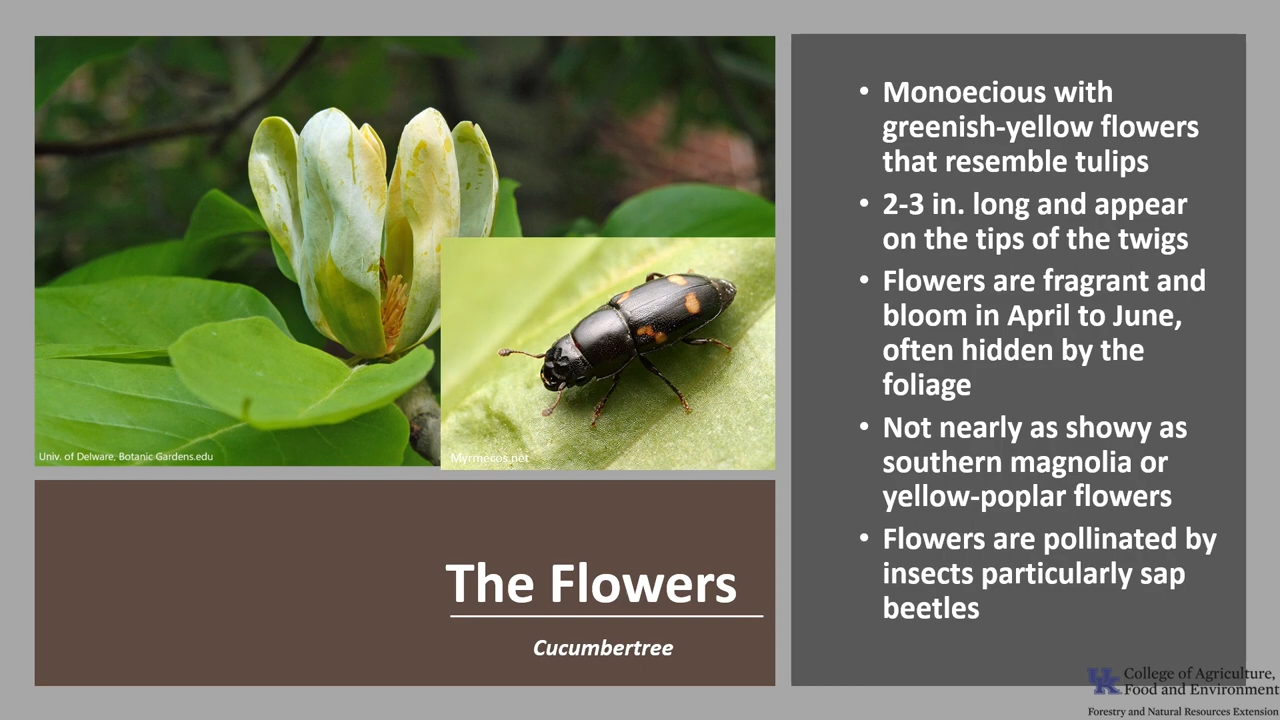 • Monoecious with
greenish-yellow flowers
that resemble tulips
• 2-3 in. long and appear
on the tips of the twigs
• Flowers are fragrant and
bloom in April to June,
often hidden by the
foliage
• Not nearly as showy as
southern magnolia or
yellow-poplar flowers
• Flowers are pollinated by
insects particularly sap
beetles
Univ. of Delware, Botanic Gardens.edu
Myrmecos.net
The Flowers
Cucumbertree
UK College of Agriculture,
Food and Environment
Forestry and Natural Resources Extension